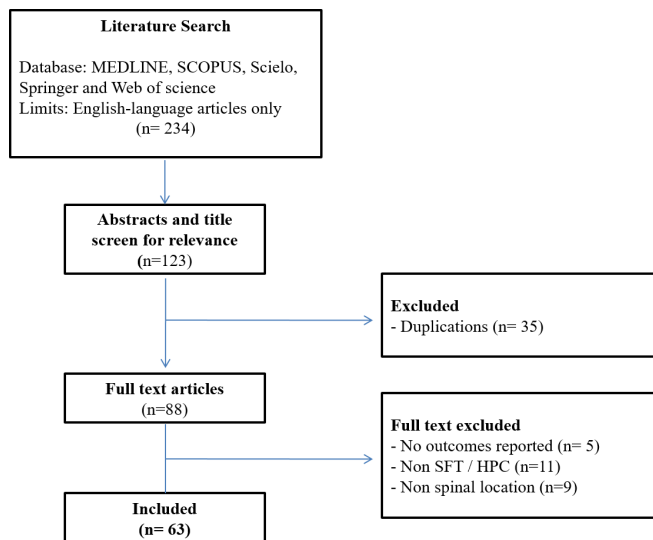 Literature Search
Database: MEDLINE, SCOPUS, Scielo,
Springer and Web of science
Limits: English-language articles only
(n= 234)
Abstracts and title
screen for relevance
(n=123)
Excluded
- Duplications (n= 35)
Full text articles
(n=88)
Full text excluded
- No outcomes reported (n= 5)
- Non SFT / HPC (n=11)
- Non spinal location (n=9)
Included
(n= 63)